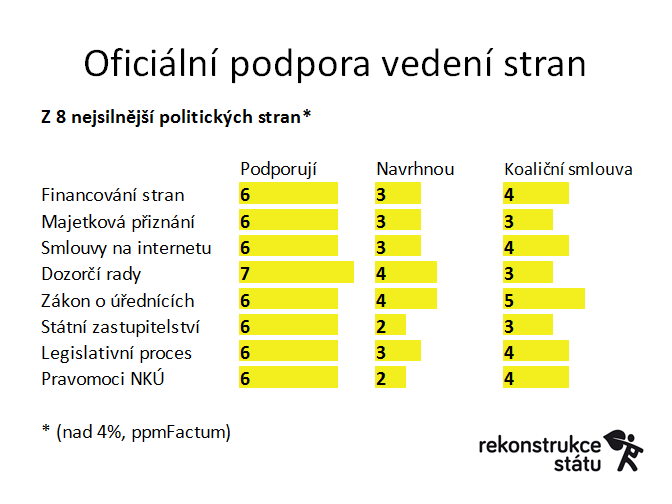 Oficiální podpora vedení stran
Z 8 nejsilnější politických stran*
Podporují Navrhnou Koaliční smlouva
Financování stran 6 3 4
Majetková přiznání 6 3 3
Smlouvy na internetu 6 3 4
Dozorčí rady 7 4 3
Zákon o úřednících 6 4 5
Státní zastupitelství 6 2 3
Legislativní proces 6 3 4
Pravomoci NKÚ 6 2 4
* (nad 4%, ppmFactum)
rekonstrukce
státu